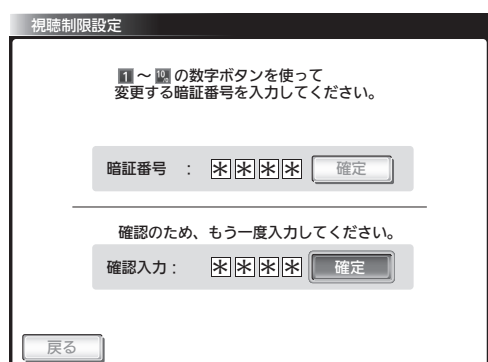 視聴制限設定
1～10の数字ボタンを使って
変更する暗証番号を入力してください。
暗証番号 : ＊＊＊＊ 確定
確認のため、もう一度入力してください。
確認入力 : ＊＊＊＊ 確定
戻る